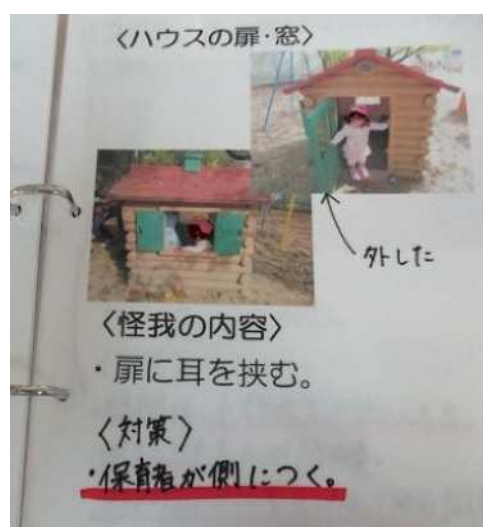 〈ハウスの扉・窓〉
外した
〈怪我の内容〉
・扉に耳を挟む。
〈対策〉
・保育者が側につく。